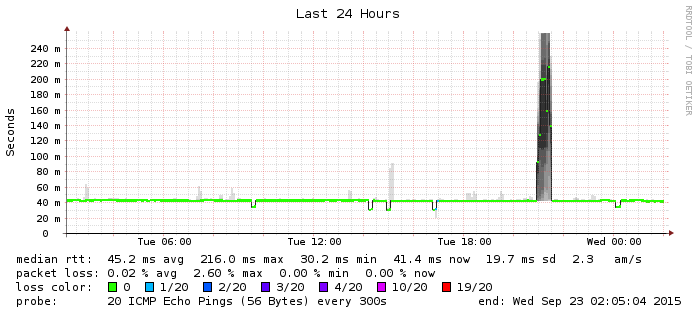 Last 24 Hours
RRDTOOL / TOBI OETIKER
Seconds
240 m
220 m
200 m
180 m
160 m
140 m
120 m
100 m
80 m
60 m
40 m
20 m
0
Tue 06:00 Tue 12:00 Tue 18:00 Wed 00:00
median rtt: 45.2 ms avg 216.0 ms max 30.2 ms min 41.4 ms now 19.7 ms sd 2.3 am/s
packet loss: 0.02 % avg 2.60 % max 0.00 % min 0.00 % now
loss color: 0 1/20 2/20 3/20 4/20 10/20 19/20
probe: 20 ICMP Echo Pings (56 Bytes) every 300s end: Wed Sep 23 02:05:04 2015